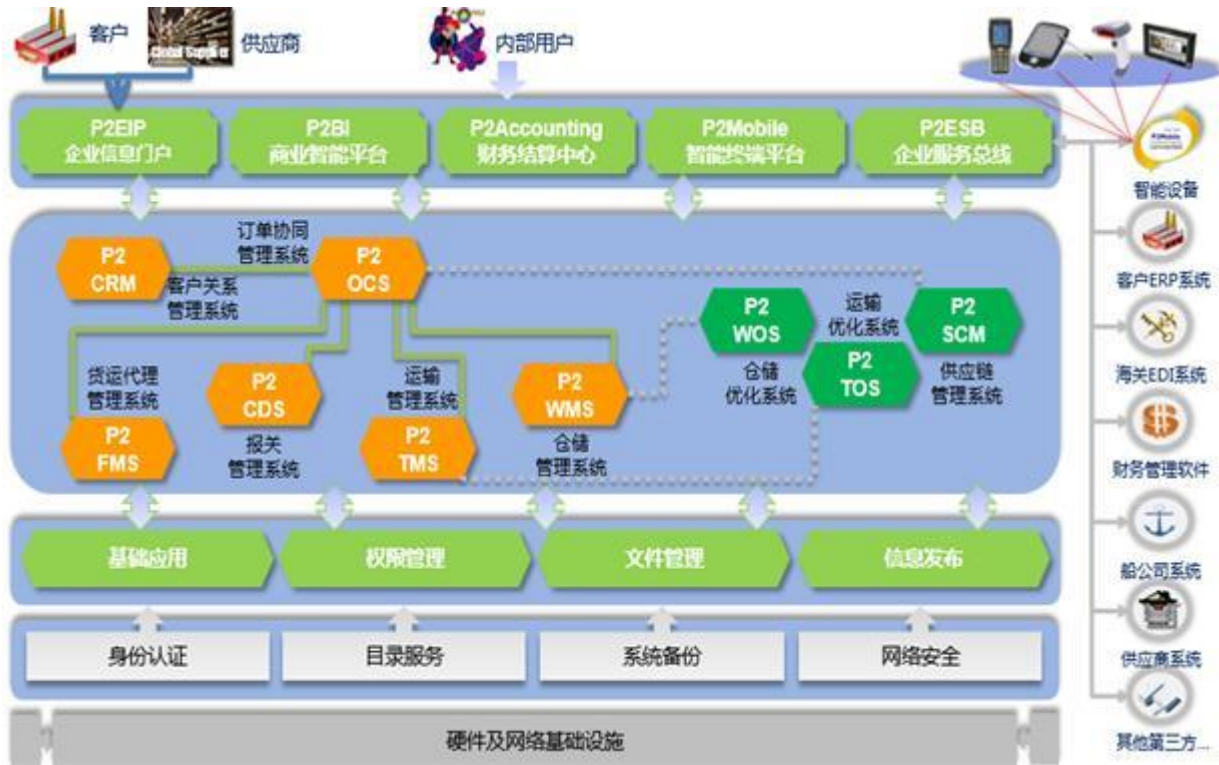 客户
Global Supplier
供应商
内部用户
P2EIP
企业信息门户
P2BI
商业智能平台
P2Accounting
财务结算中心
P2Mobile
智能终端平台
P2ESB
企业服务总线
P2Mobile
智能设备
订单协同
管理系统
P2
CRM
P2
OCS
客户关系
管理系统
客户ERP系统
P2
WOS
运输
优化系统
P2
SCM
P2
TOS
仓储
优化系统
供应链
管理系统
货运代理
管理系统
P2
CDS
运输
管理系统
P2
WMS
海关EDI系统
P2
FMS
报关
管理系统
P2
TMS
仓储
管理系统
财务管理软件
基础应用
权限管理
文件管理
信息发布
船公司系统
身份认证
目录服务
系统备份
网络安全
供应商系统
硬件及网络基础设施
其他第三方...